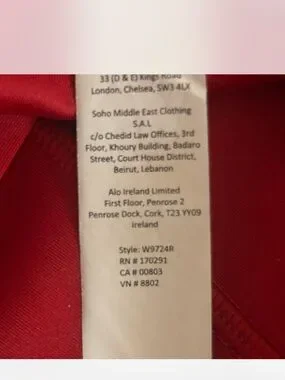 33 (D & E) Kings Road
London, Chelsea, SW3 4LX
Soho Middle East Clothing
S.A.L
c/o Chedid Law Offices, 3rd
Floor, Khoury Building, Badaro
Street, Court House District,
Beirut, Lebanon
Alo Ireland Limited
First Floor, Penrose 2
Penrose Dock, Cork, T23 YY09
Ireland
Style: W9724R
RN # 170291
CA # 00803
VN # 8802